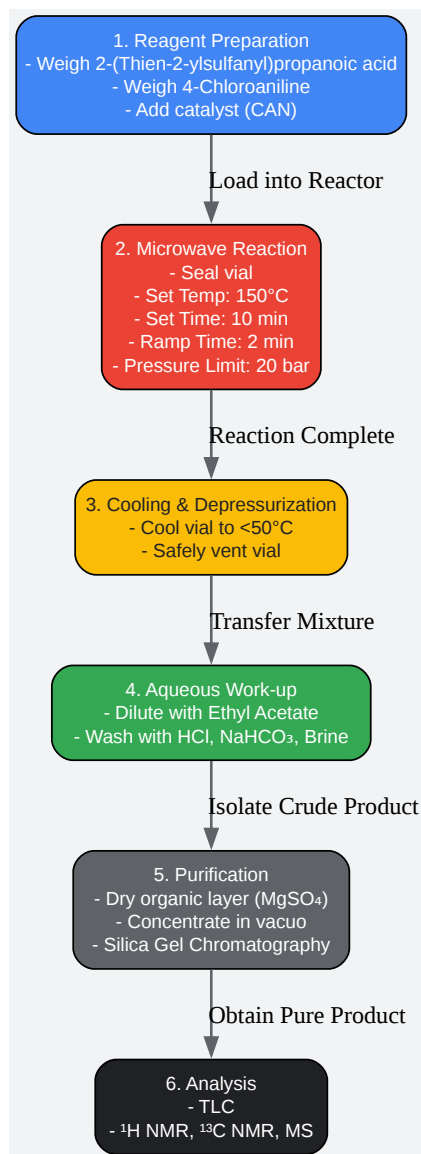 1. Reagent Preparation
- Weigh 2-(Thien-2-ylsulfanyl)propanoic acid
- Weigh 4-Chloroaniline
- Add catalyst (CAN)
Load into Reactor
2. Microwave Reaction
- Seal vial
- Set Temp: 150°C
- Set Time: 10 min
- Ramp Time: 2 min
- Pressure Limit: 20 bar
Reaction Complete
3. Cooling & Depressurization
- Cool vial to <50°C
- Safely vent vial
Transfer Mixture
4. Aqueous Work-up
- Dilute with Ethyl Acetate
- Wash with HCl, NaHCO₃, Brine
Isolate Crude Product
5. Purification
- Dry organic layer (MgSO₄)
- Concentrate in vacuo
- Silica Gel Chromatography
Obtain Pure Product
6. Analysis
- TLC
- ¹H NMR, ¹³C NMR, MS